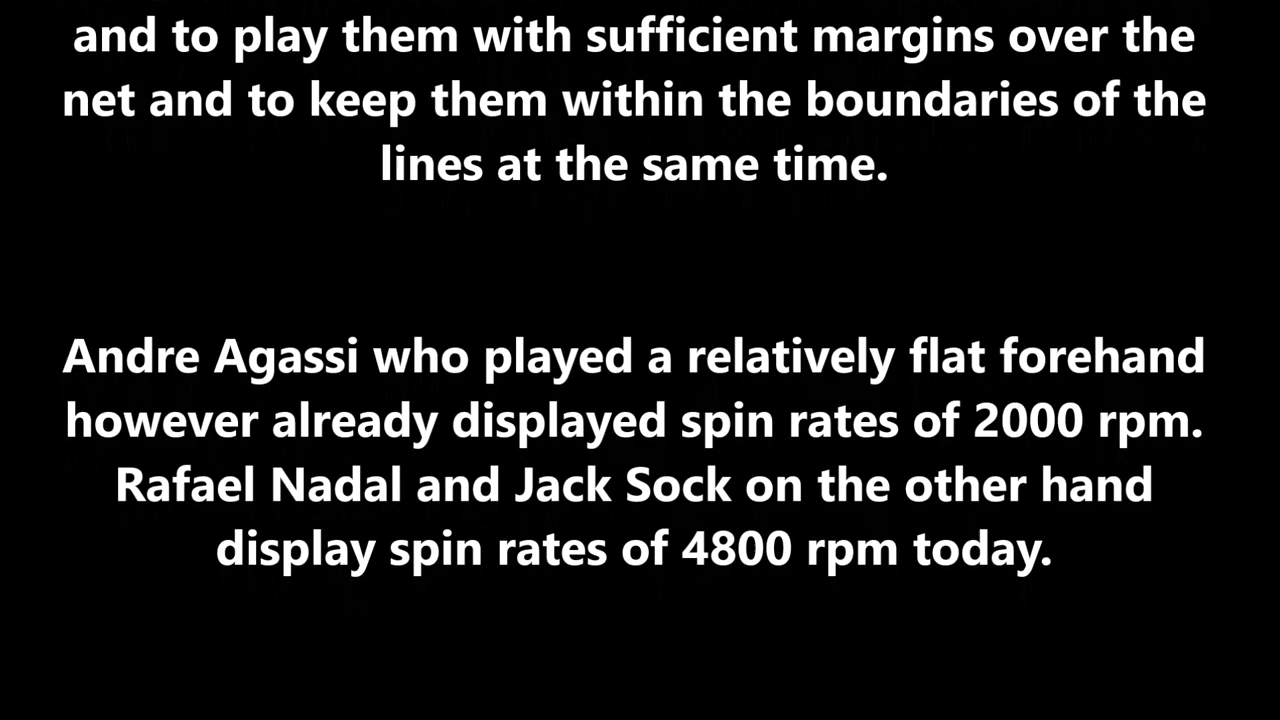 and to play them with sufficient margins over the
net and to keep them within the boundaries of the
lines at the same time.
Andre Agassi who played a relatively flat forehand
however already displayed spin rates of 2000 rpm.
Rafael Nadal and Jack Sock on the other hand
display spin rates of 4800 rpm today.